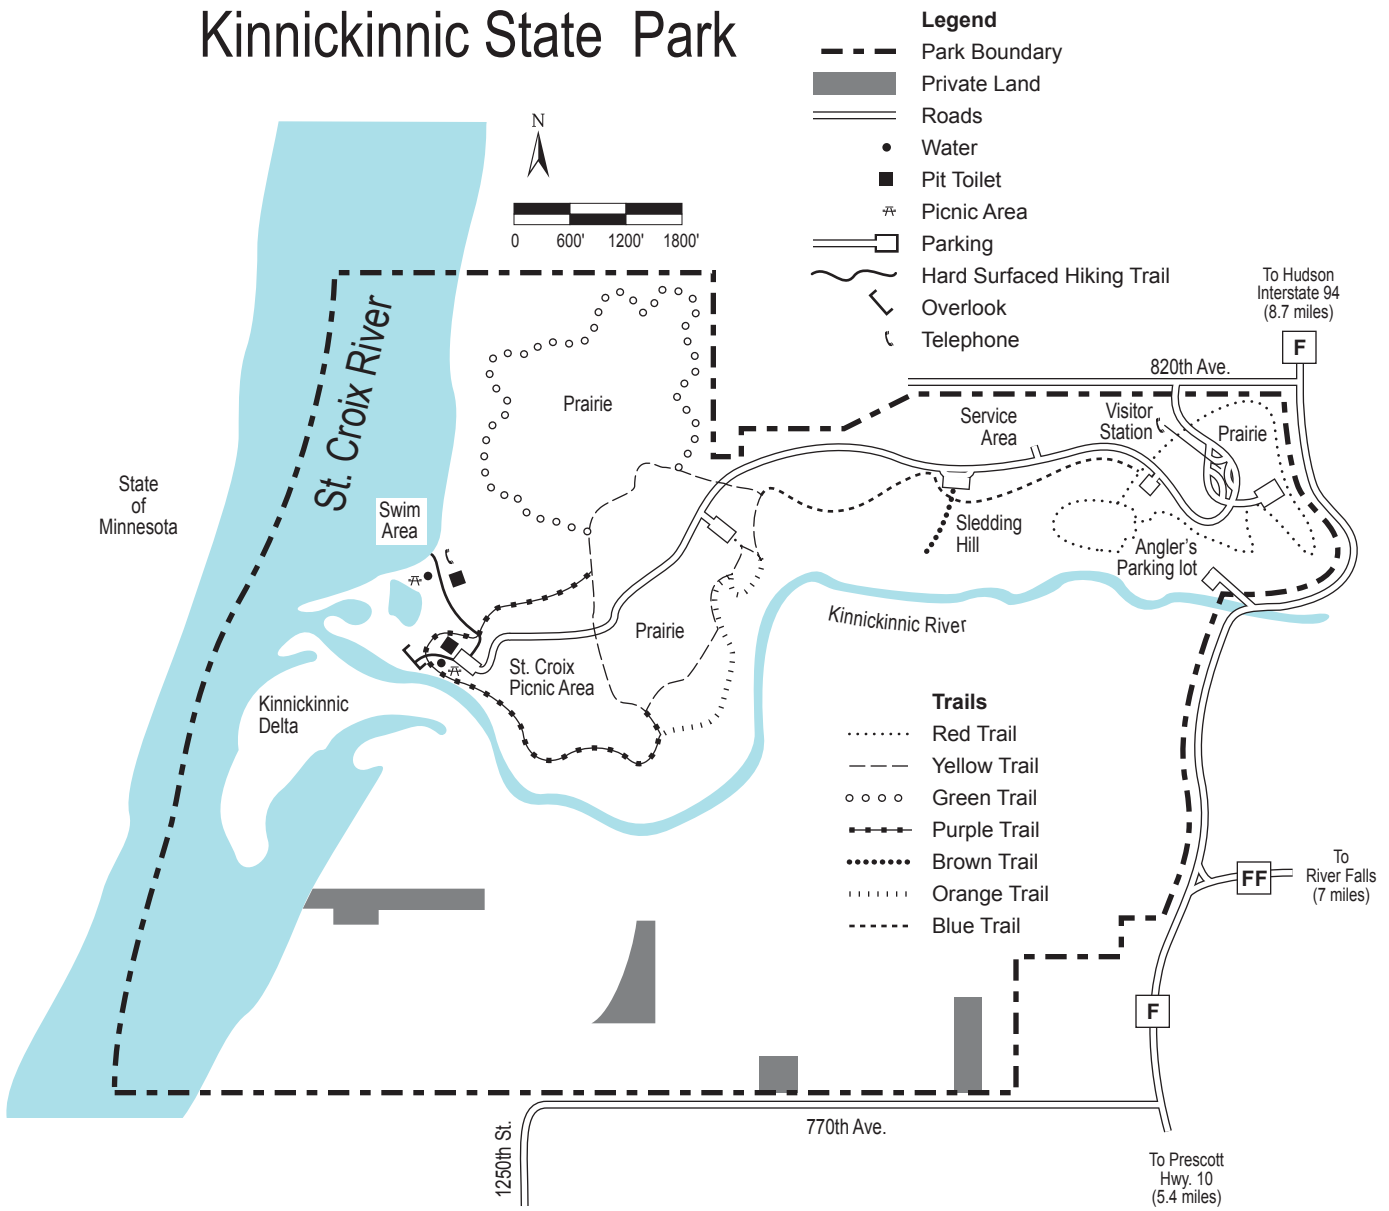 Kinnickinnic State Park
Legend
Park Boundary
Private Land
Roads
Water
Pit Toilet
Picnic Area
Parking
Hard Surfaced Hiking Trail
Overlook
Telephone
N
0 600' 1200' 1800'
To Hudson
Interstate 94
(8.7 miles)
F
820th Ave.
St. Croix River
Prairie
Service
Area
Visitor
Station
Prairie
State
of
Minnesota
Swim
Area
Sledding
Hill
Angler's
Parking lot
Kinnickinnic River
Prairie
St. Croix
Picnic Area
Kinnickinnic
Delta
Trails
Red Trail
Yellow Trail
Green Trail
Purple Trail
Brown Trail
Orange Trail
Blue Trail
FF
To
River Falls
(7 miles)
F
770th Ave.
1250th St.
To Prescott
Hwy. 10
(5.4 miles)